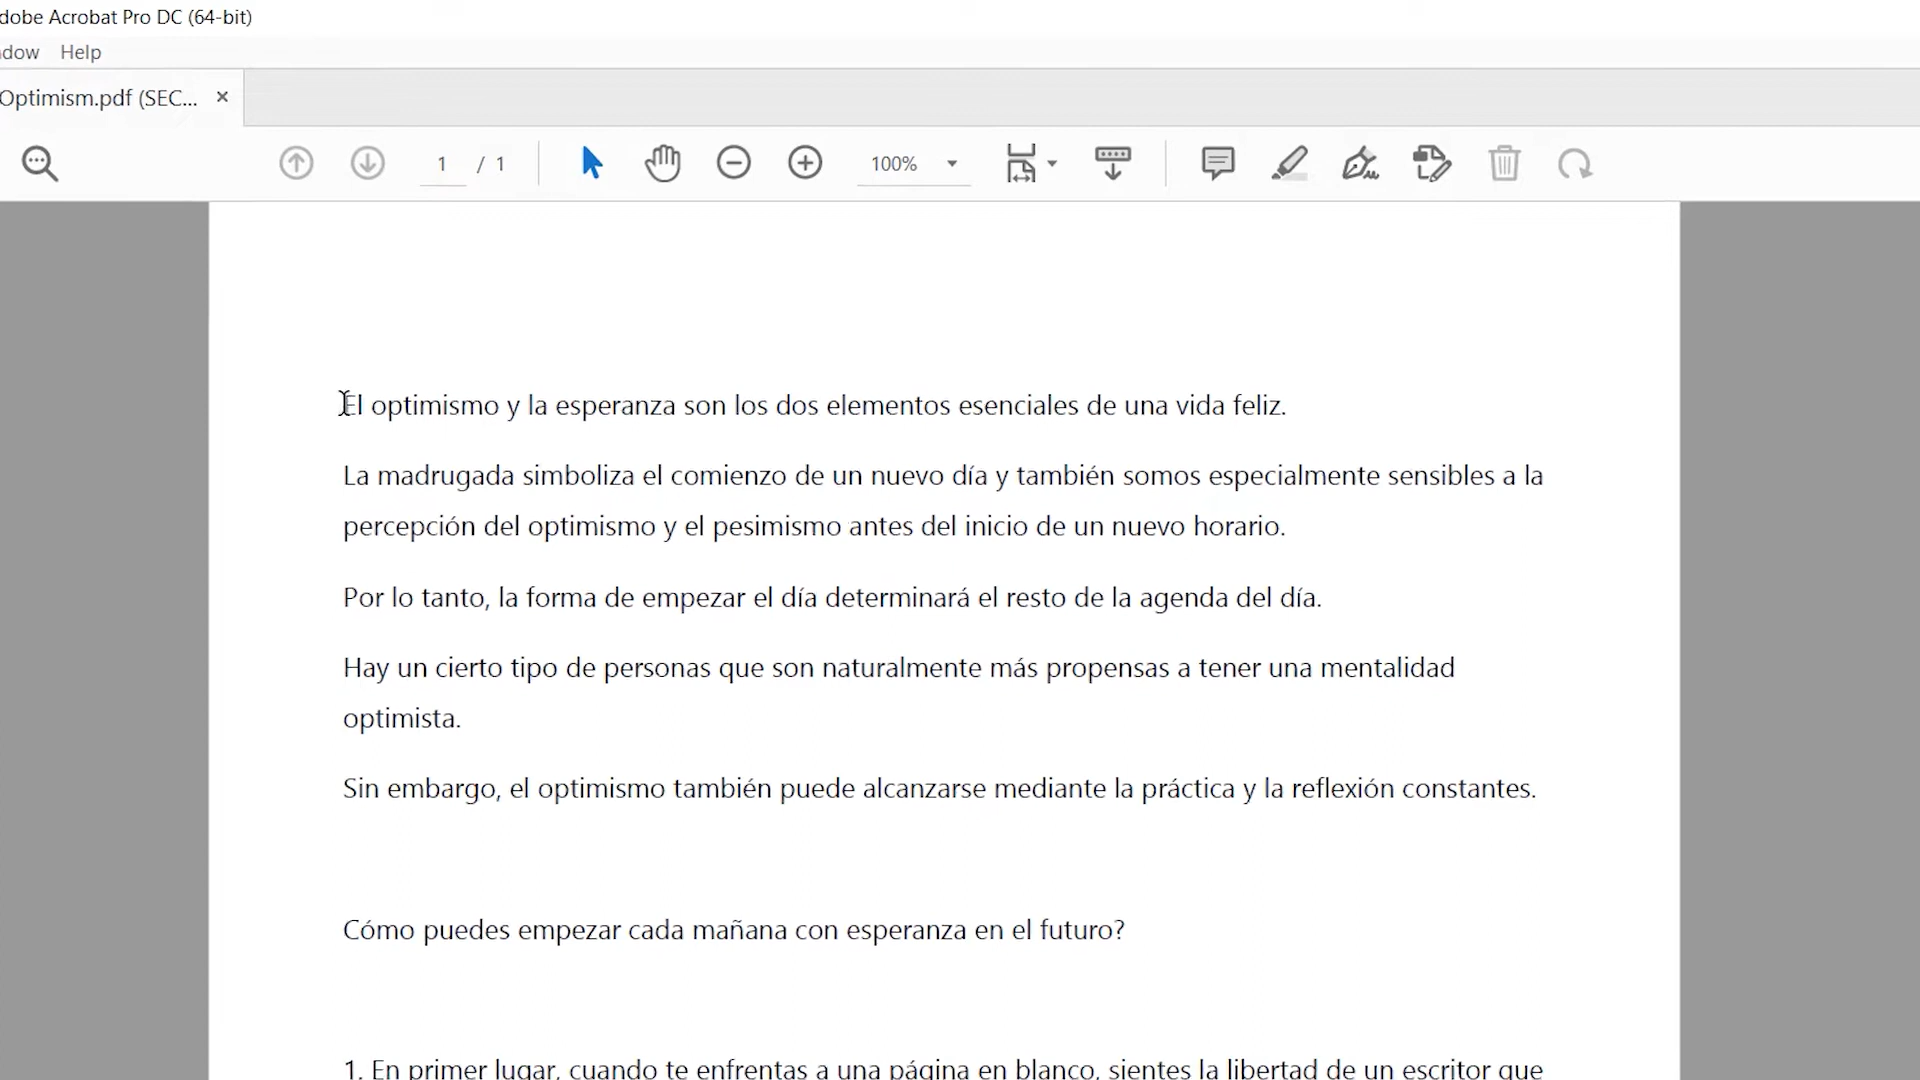 dobe Acrobat Pro DC (64-bit)
ndow Help
Optimism.pdf (SEC... ×
1 / 1 100%
El optimismo y la esperanza son los dos elementos esenciales de una vida feliz.
La madrugada simboliza el comienzo de un nuevo día y también somos especialmente sensibles a la
percepción del optimismo y el pesimismo antes del inicio de un nuevo horario.
Por lo tanto, la forma de empezar el día determinará el resto de la agenda del día.
Hay un cierto tipo de personas que son naturalmente más propensas a tener una mentalidad
optimista.
Sin embargo, el optimismo también puede alcanzarse mediante la práctica y la reflexión constantes.
Cómo puedes empezar cada mañana con esperanza en el futuro?
1. En primer lugar, cuando te enfrentas a una página en blanco, sientes la libertad de un escritor que